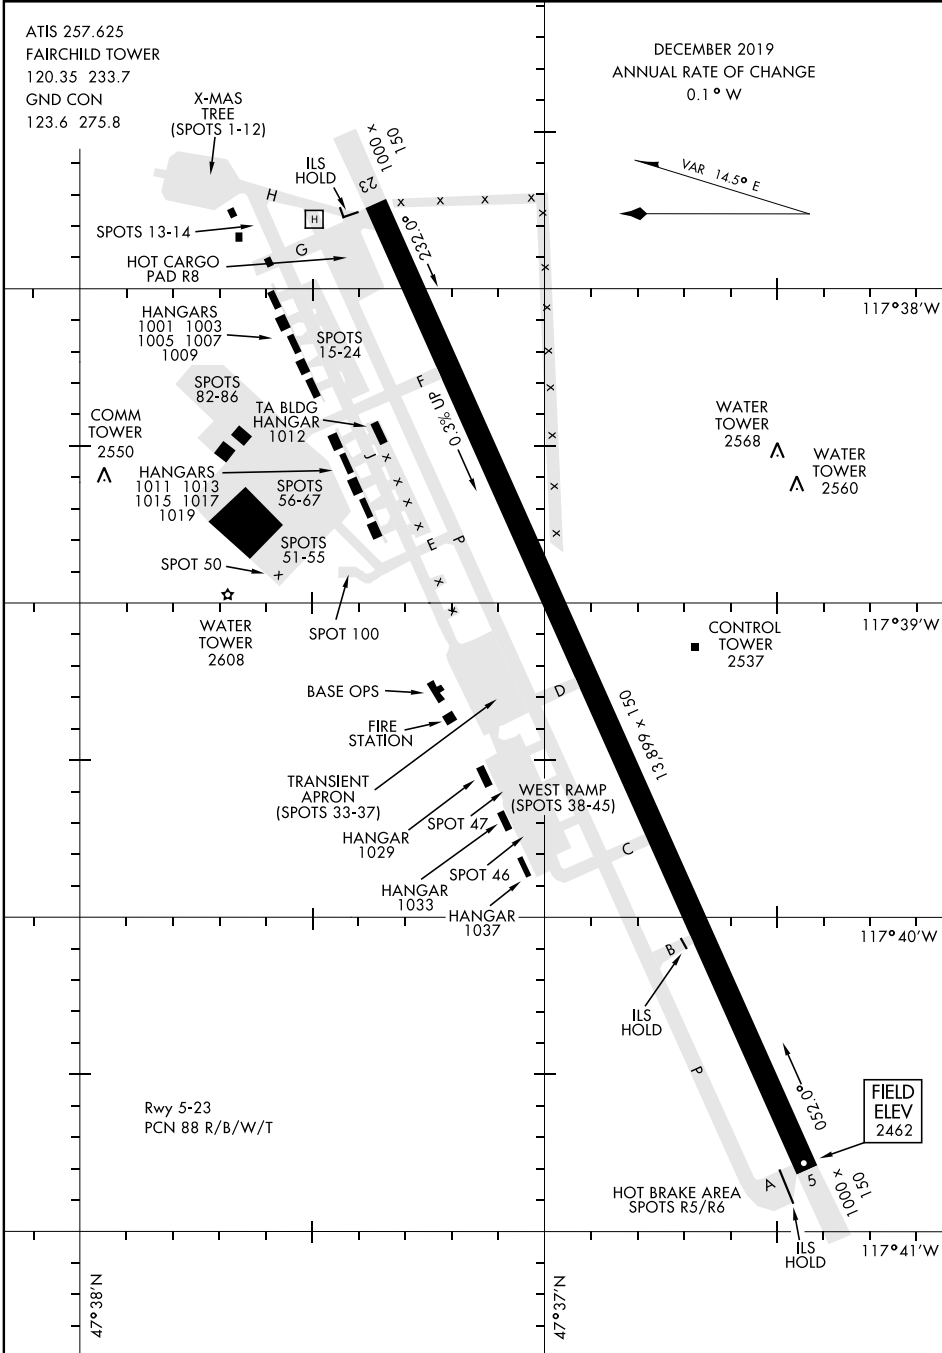 ATIS 257.625
FAIRCHILD TOWER
120.35 233.7
GND CON
123.6 275.8
DECEMBER 2019
ANNUAL RATE OF CHANGE
0.1° W
VAR 14.5° E
X-MAS
TREE
(SPOTS 1-12)
ILS
HOLD
1000 x
150
23
H
H
G
SPOTS 13-14
HOT CARGO
PAD R8
232.0°
x x x x
x
x
x
x
x
x
x
117°38'W
HANGARS
1001 1003
1005 1007
1009
SPOTS
15-24
SPOTS
82-86
F
0.3% UP
TA BLDG
HANGAR
1012
COMM
TOWER
2550
WATER
TOWER
2568
WATER
TOWER
2560
J
x
x
x
x
HANGARS
1011 1013
1015 1017
1019
SPOTS
56-67
SPOTS
51-55
E
P
SPOT 50
x
x
x
WATER
TOWER
2608
SPOT 100
117°39'W
CONTROL
TOWER
2537
BASE OPS
D
FIRE
STATION
13,899 x 150
TRANSIENT
APRON
(SPOTS 33-37)
WEST RAMP
(SPOTS 38-45)
SPOT 47
HANGAR
1029
C
SPOT 46
HANGAR
1033
HANGAR
1037
117°40'W
B
ILS
HOLD
P
052.0°
FIELD
ELEV
2462
Rwy 5-23
PCN 88 R/B/W/T
HOT BRAKE AREA
SPOTS R5/R6
A
5
1000 x
150
ILS
HOLD
117°41'W
47°38'N
47°37'N